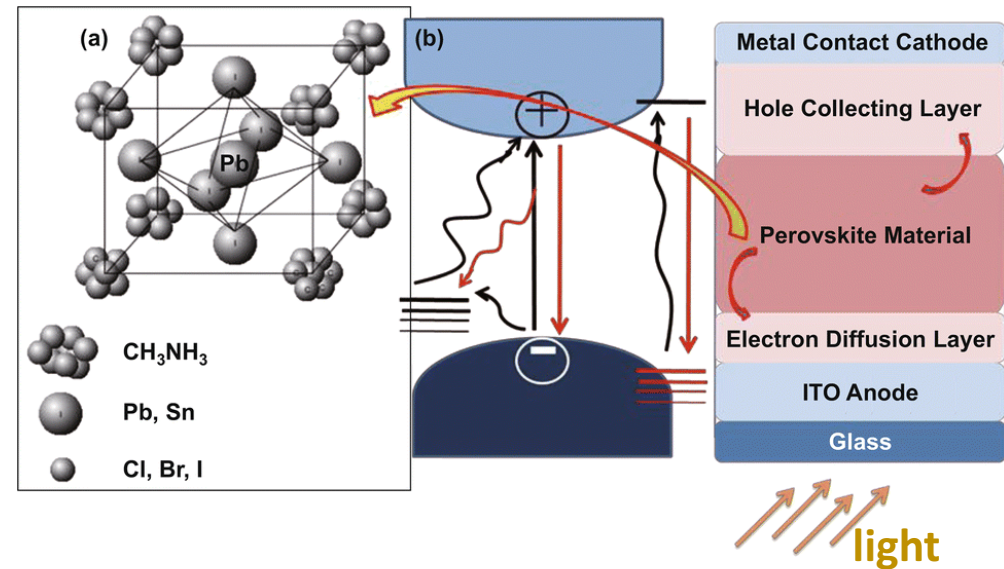 (a)
Pb
CH₃NH₃
Pb, Sn
Cl, Br, I
(b)
+
−
Metal Contact Cathode
Hole Collecting Layer
Perovskite Material
Electron Diffusion Layer
ITO Anode
Glass
light